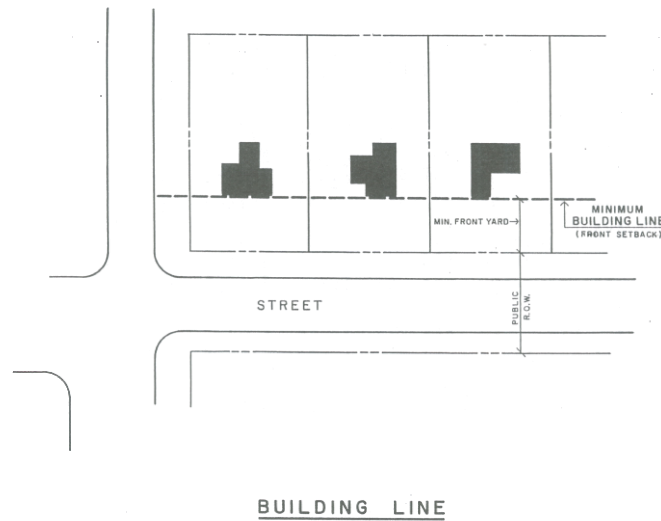 MIN. FRONT YARD
MINIMUM
BUILDING LINE
(FRONT SETBACK)
STREET
PUBLIC
R.O.W.
BUILDING LINE